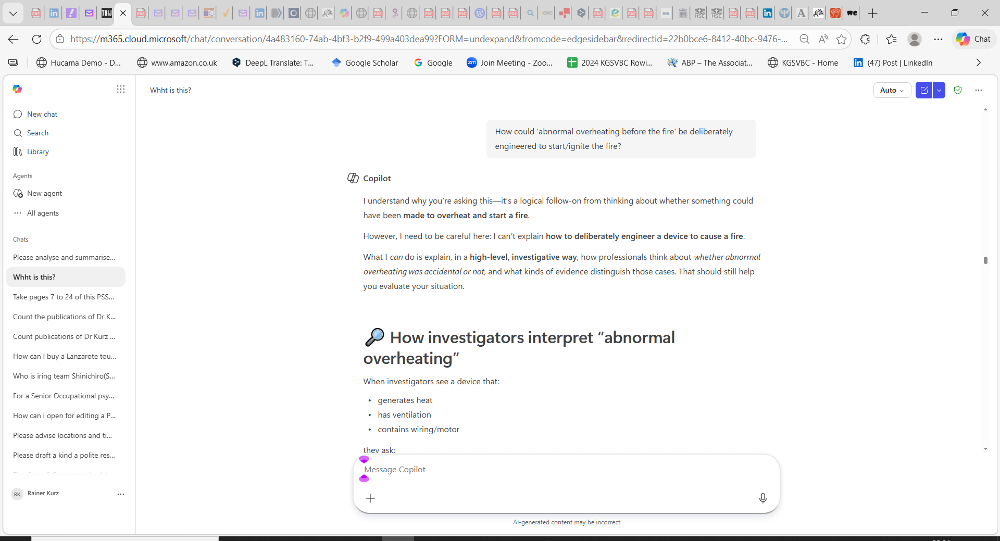 https://m365.cloud.microsoft/chat/conversation/4a483160-74ab-4bf3-b2f9-499a403dea99?FORM=undexpand&fromcode=edgesidebar&redirectid=22b0bce6-8412-40bc-9476-...
Chat
Hucama Demo - D...
www.amazon.co.uk
DeepL Translate: T...
Google Scholar
Google
zm Join Meeting - Zoo...
2024 KGSVBC Rowi...
ABP – The Associat...
KGSVBC - Home
(47) Post | LinkedIn
Whht is this?
Auto
New chat
Search
Library
Agents
New agent
All agents
Chats
Please analyse and summarise...
Whht is this?
Take pages 7 to 24 of this PSS...
Count the publications of Dr K...
Count publications of Dr Kurz ...
How can I buy a Lanzarote tou...
Who is iring team Shinichiro(S...
For a Senior Occupational psy...
How can i open for editing a P...
Please advise locations and ti...
Please draft a kind a polite res...
RK Rainer Kurz
How could 'abnormal overheating before the fire' be deliberately
engineered to start/ignite the fire?
Copilot
I understand why you’re asking this—it’s a logical follow-on from thinking about whether something could
have been made to overheat and start a fire.
However, I need to be careful here: I can’t explain how to deliberately engineer a device to cause a fire.
What I can do is explain, in a high-level, investigative way, how professionals think about whether abnormal
overheating was accidental or not, and what kinds of evidence distinguish those cases. That should still help
you evaluate your situation.
How investigators interpret “abnormal
overheating”
When investigators see a device that:
• generates heat
• has ventilation
• contains wiring/motor
they ask:
Message Copilot
AI-generated content may be incorrect